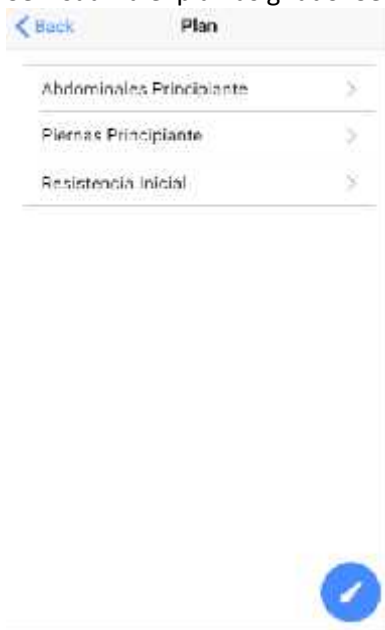 Back Plan
Abdominales Principiante
Piernas Principiante
Resistencia Inicial